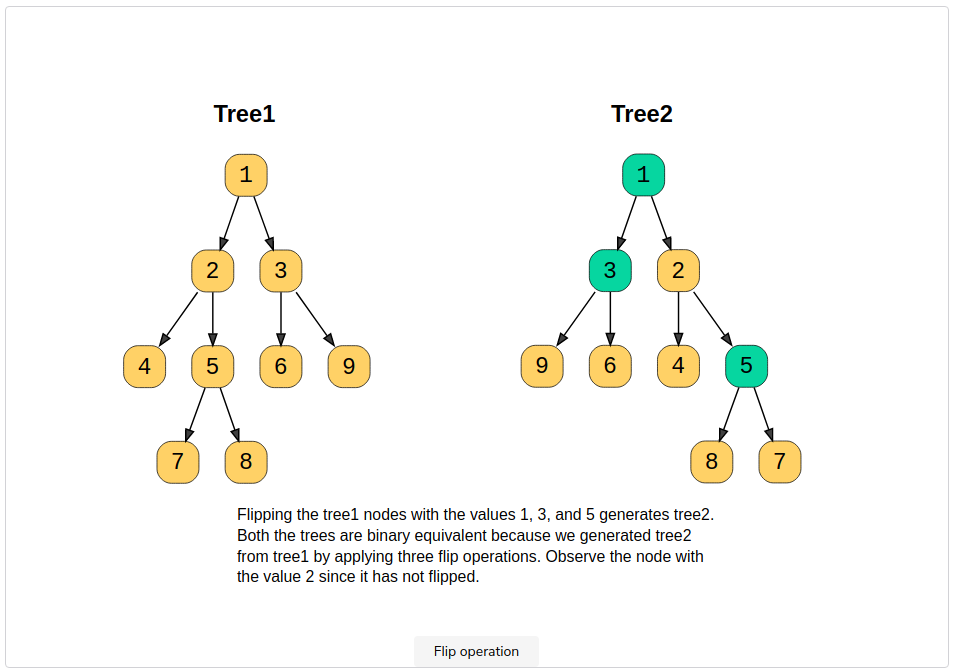 Tree1
Tree2
1
1
2 3
3 2
4 5 6 9
9 6 4 5
7 8
8 7
Flipping the tree1 nodes with the values 1, 3, and 5 generates tree2.
Both the trees are binary equivalent because we generated tree2
from tree1 by applying three flip operations. Observe the node with
the value 2 since it has not flipped.
Flip operation